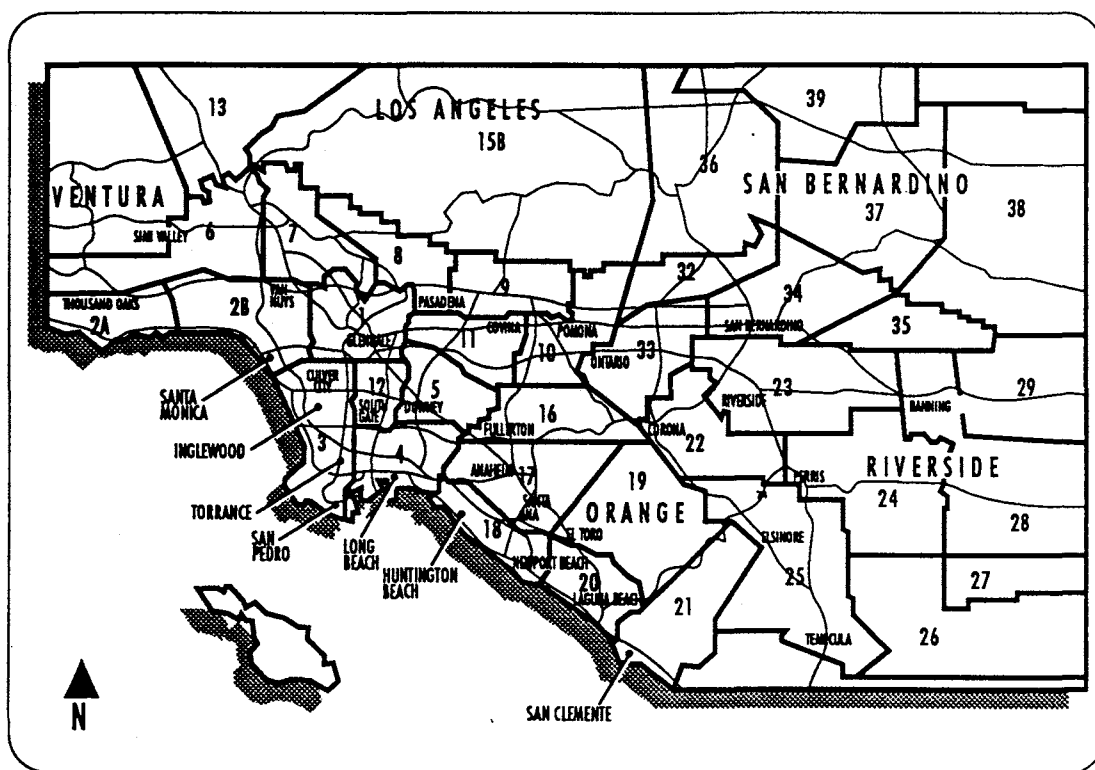 13
LOS ANGELES
15B
39
36
VENTURA
SAN BERNARDINO
37
38
SIMI VALLEY
6
7
8
32
9
34
THOUSAND OAKS
2A
2B
VAN
NUYS
PASADENA
1
GLENDALE
11
COVINA
POMONA
SAN BERNARDINO
35
10
ONTARIO
33
SANTA
MONICA
CULVER
CITY
12
SOUTH
GATE
5
DOWNEY
23
29
RIVERSIDE
BANNING
16
FULLERTON
CORONA
22
INGLEWOOD
3
4
ANAHEIM
17
19
PERRIS
RIVERSIDE
24
TORRANCE
SANTA
ANA
ORANGE
28
SAN
PEDRO
LONG
BEACH
18
EL TORO
ELSINORE
HUNTINGTON
BEACH
NEWPORT BEACH
20
LAGUNA BEACH
21
25
27
TEMECULA
26
N
SAN CLEMENTE